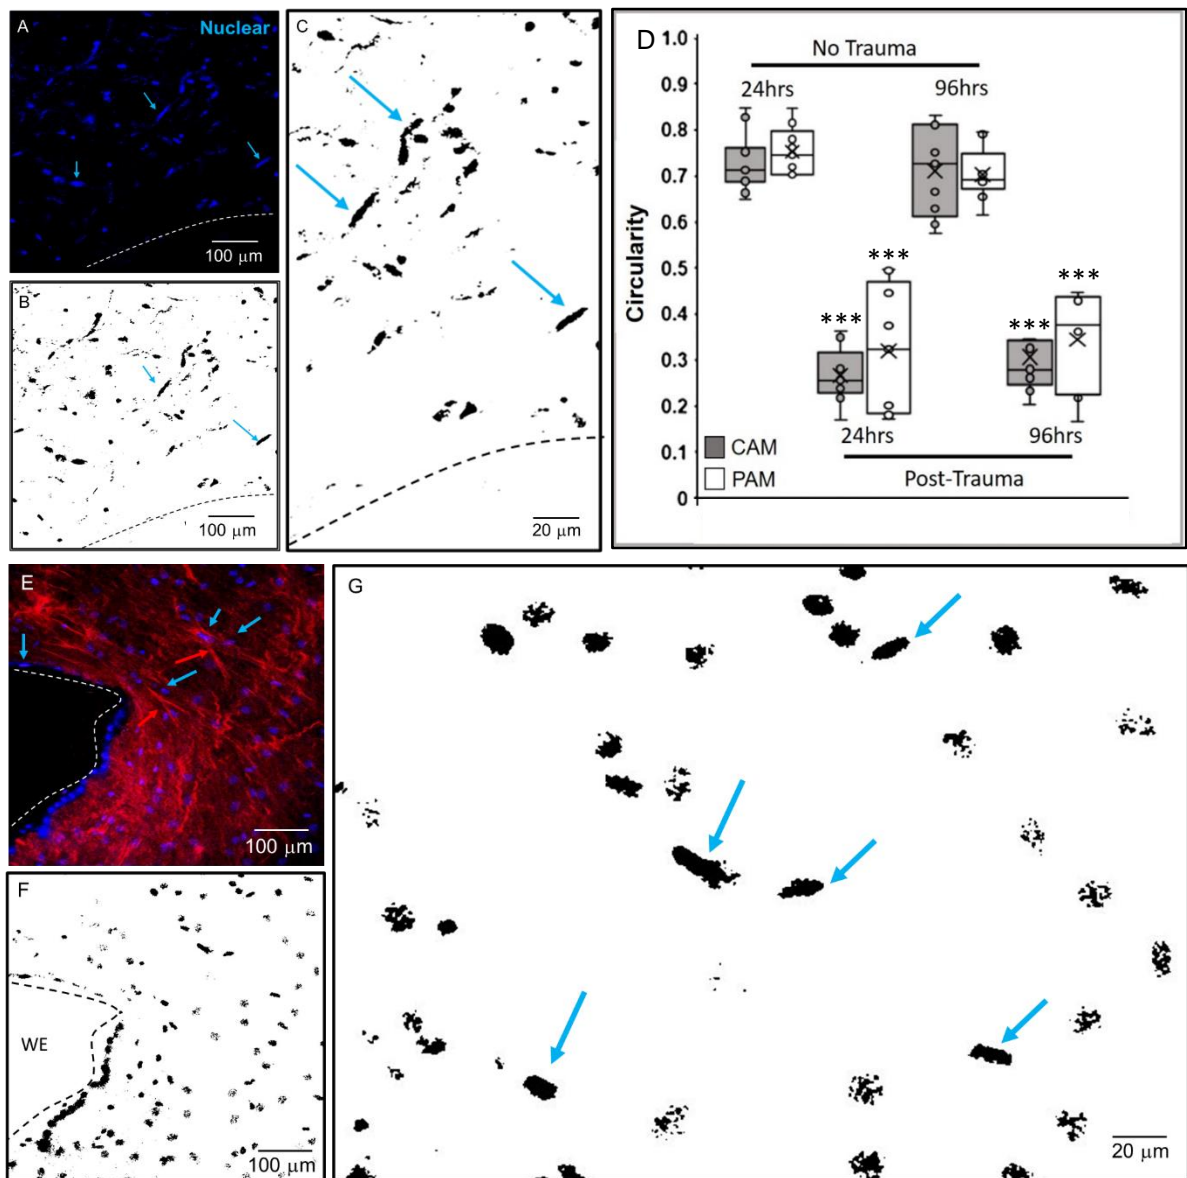 A
Nuclear
100 μm
B
100 μm
C
20 μm
D
1.0
0.9
0.8
0.7
0.6
0.5
0.4
0.3
0.2
0.1
0
Circularity
No Trauma
24hrs
96hrs
***
***
***
***
24hrs
96hrs
Post-Trauma
CAM
PAM
E
100 μm
F
WE
100 μm
G
20 μm